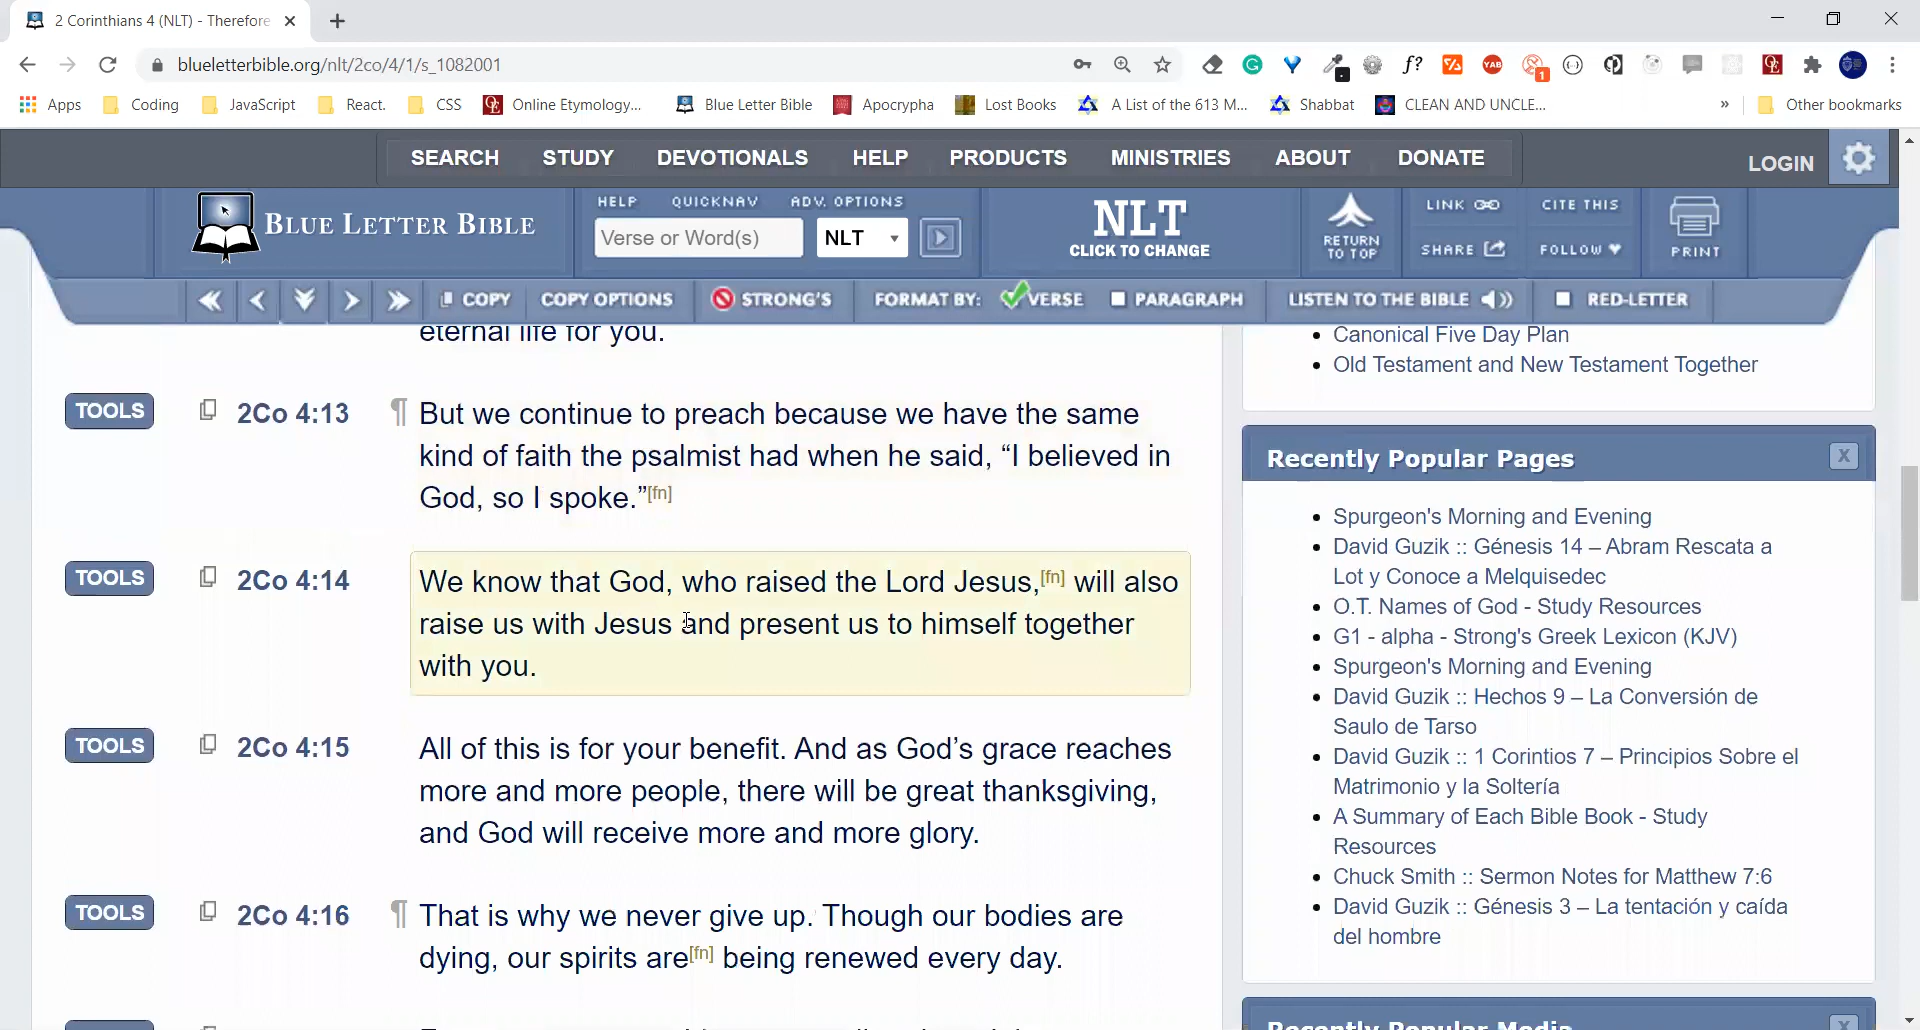 2 Corinthians 4 (NLT) - Therefore
blueletterbible.org/nlt/2co/4/1/s_1082001
f?
YAB
1
OE
Apps Coding JavaScript React. CSS OE Online Etymology... Blue Letter Bible Apocrypha Lost Books A List of the 613 M... Shabbat CLEAN AND UNCLE... » Other bookmarks
SEARCH STUDY DEVOTIONALS HELP PRODUCTS MINISTRIES ABOUT DONATE LOGIN
BLUE LETTER BIBLE
HELP QUICKNAV ADV. OPTIONS
Verse or Word(s) NLT
NLT
CLICK TO CHANGE
RETURN
TO TOP
LINK CITE THIS
SHARE FOLLOW
PRINT
COPY COPY OPTIONS STRONG'S FORMAT BY: VERSE PARAGRAPH LISTEN TO THE BIBLE RED-LETTER
eternal life for you.
TOOLS 2Co 4:13 ¶ But we continue to preach because we have the same
kind of faith the psalmist had when he said, “I believed in
God, so I spoke.”[fn]
TOOLS 2Co 4:14 We know that God, who raised the Lord Jesus,[fn] will also
raise us with Jesus and present us to himself together
with you.
TOOLS 2Co 4:15 All of this is for your benefit. And as God’s grace reaches
more and more people, there will be great thanksgiving,
and God will receive more and more glory.
TOOLS 2Co 4:16 ¶ That is why we never give up. Though our bodies are
dying, our spirits are[fn] being renewed every day.
Canonical Five Day Plan
Old Testament and New Testament Together
Recently Popular Pages X
Spurgeon's Morning and Evening
David Guzik :: Génesis 14 – Abram Rescata a
Lot y Conoce a Melquisedec
O.T. Names of God - Study Resources
G1 - alpha - Strong's Greek Lexicon (KJV)
Spurgeon's Morning and Evening
David Guzik :: Hechos 9 – La Conversión de
Saulo de Tarso
David Guzik :: 1 Corintios 7 – Principios Sobre el
Matrimonio y la Soltería
A Summary of Each Bible Book - Study
Resources
Chuck Smith :: Sermon Notes for Matthew 7:6
David Guzik :: Génesis 3 – La tentación y caída
del hombre
Recently Popular Media X